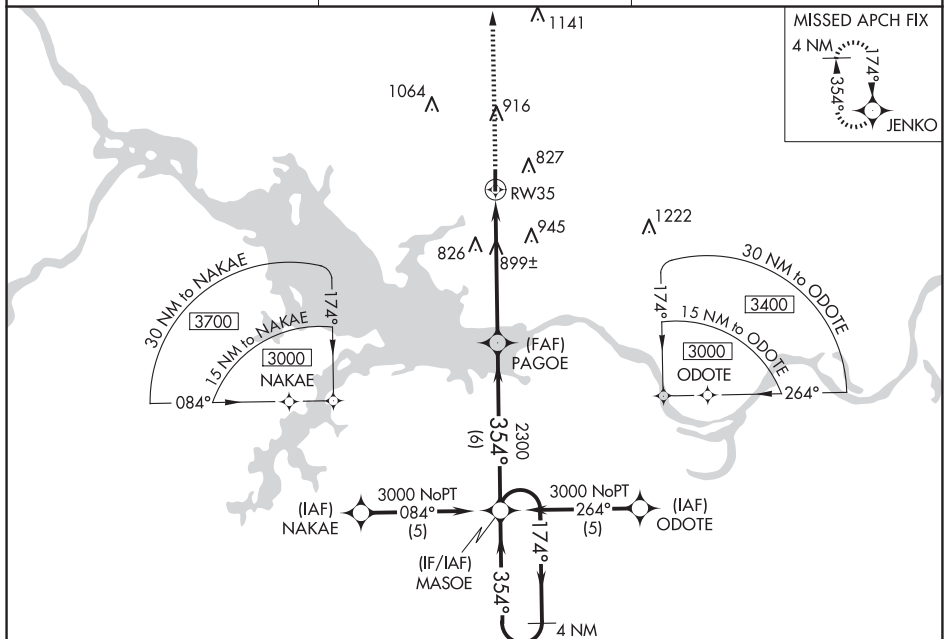 1141
MISSED APCH FIX
4 NM
174°
354°
JENKO
1064
916
827
RW35
945
826
899±
1222
30 NM to NAKAE
3700
15 NM to NAKAE
3000
NAKAE
174°
084°
30 NM to ODOTE
3400
15 NM to ODOTE
3000
ODOTE
174°
264°
(FAF)
PAGOE
2300
354°
(6)
(IAF)
NAKAE
3000 NoPT
084°
(5)
3000 NoPT
264°
(5)
(IAF)
ODOTE
(IF/IAF)
MASOE
174°
354°
4 NM